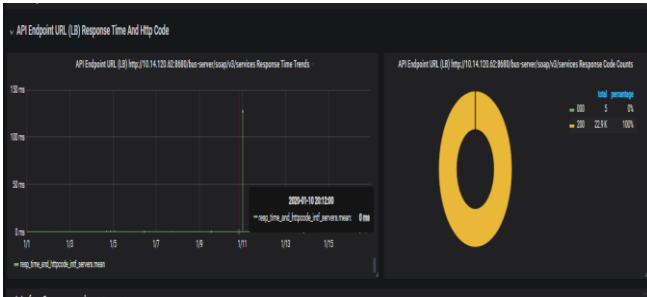 API Endpoint URL (LB) Response Time And Http Code
API Endpoint URL (LB) http://10.14.120.62:8680/bus-server/soap/v3/services Response Time Trends
150 ms
100 ms
50 ms
0 ms
1/1 1/3 1/5 1/7 1/9 1/11 1/13 1/15
2020-01-10 20:12:00
resp_time_and_httpcode_intf_servers.mean: 0 ms
resp_time_and_httpcode_intf_servers.mean
API Endpoint URL (LB) http://10.14.120.62:8680/bus-server/soap/v3/services Response Code Counts
total percentage
000 5 0%
200 22.9 K 100%